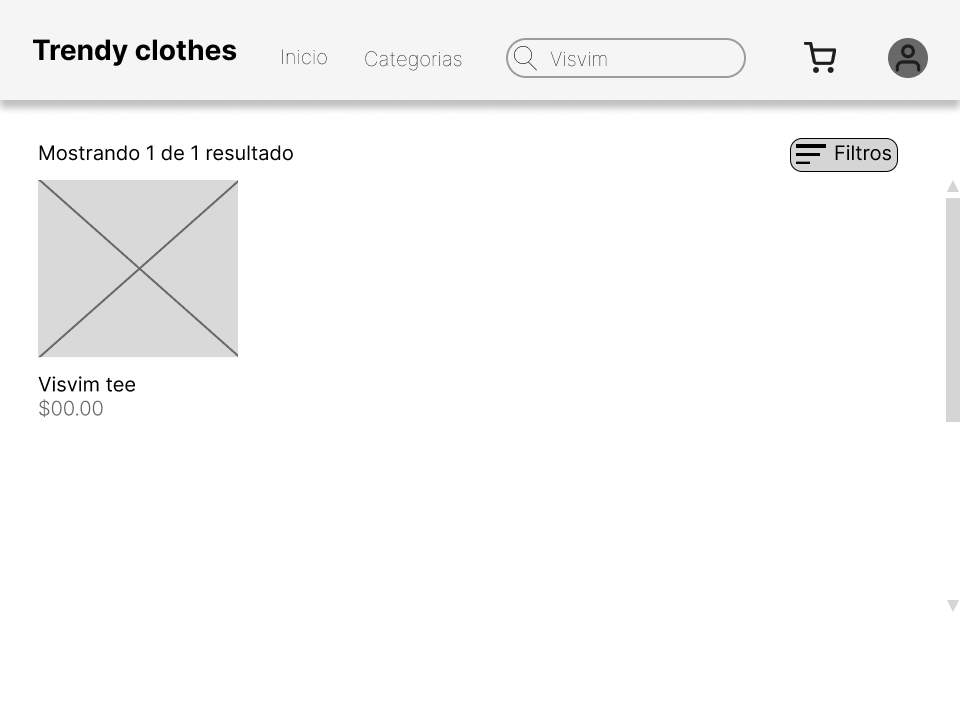 Trendy clothes
Inicio
Categorias
Visvim
Mostrando 1 de 1 resultado
Filtros
Visvim tee
$00.00